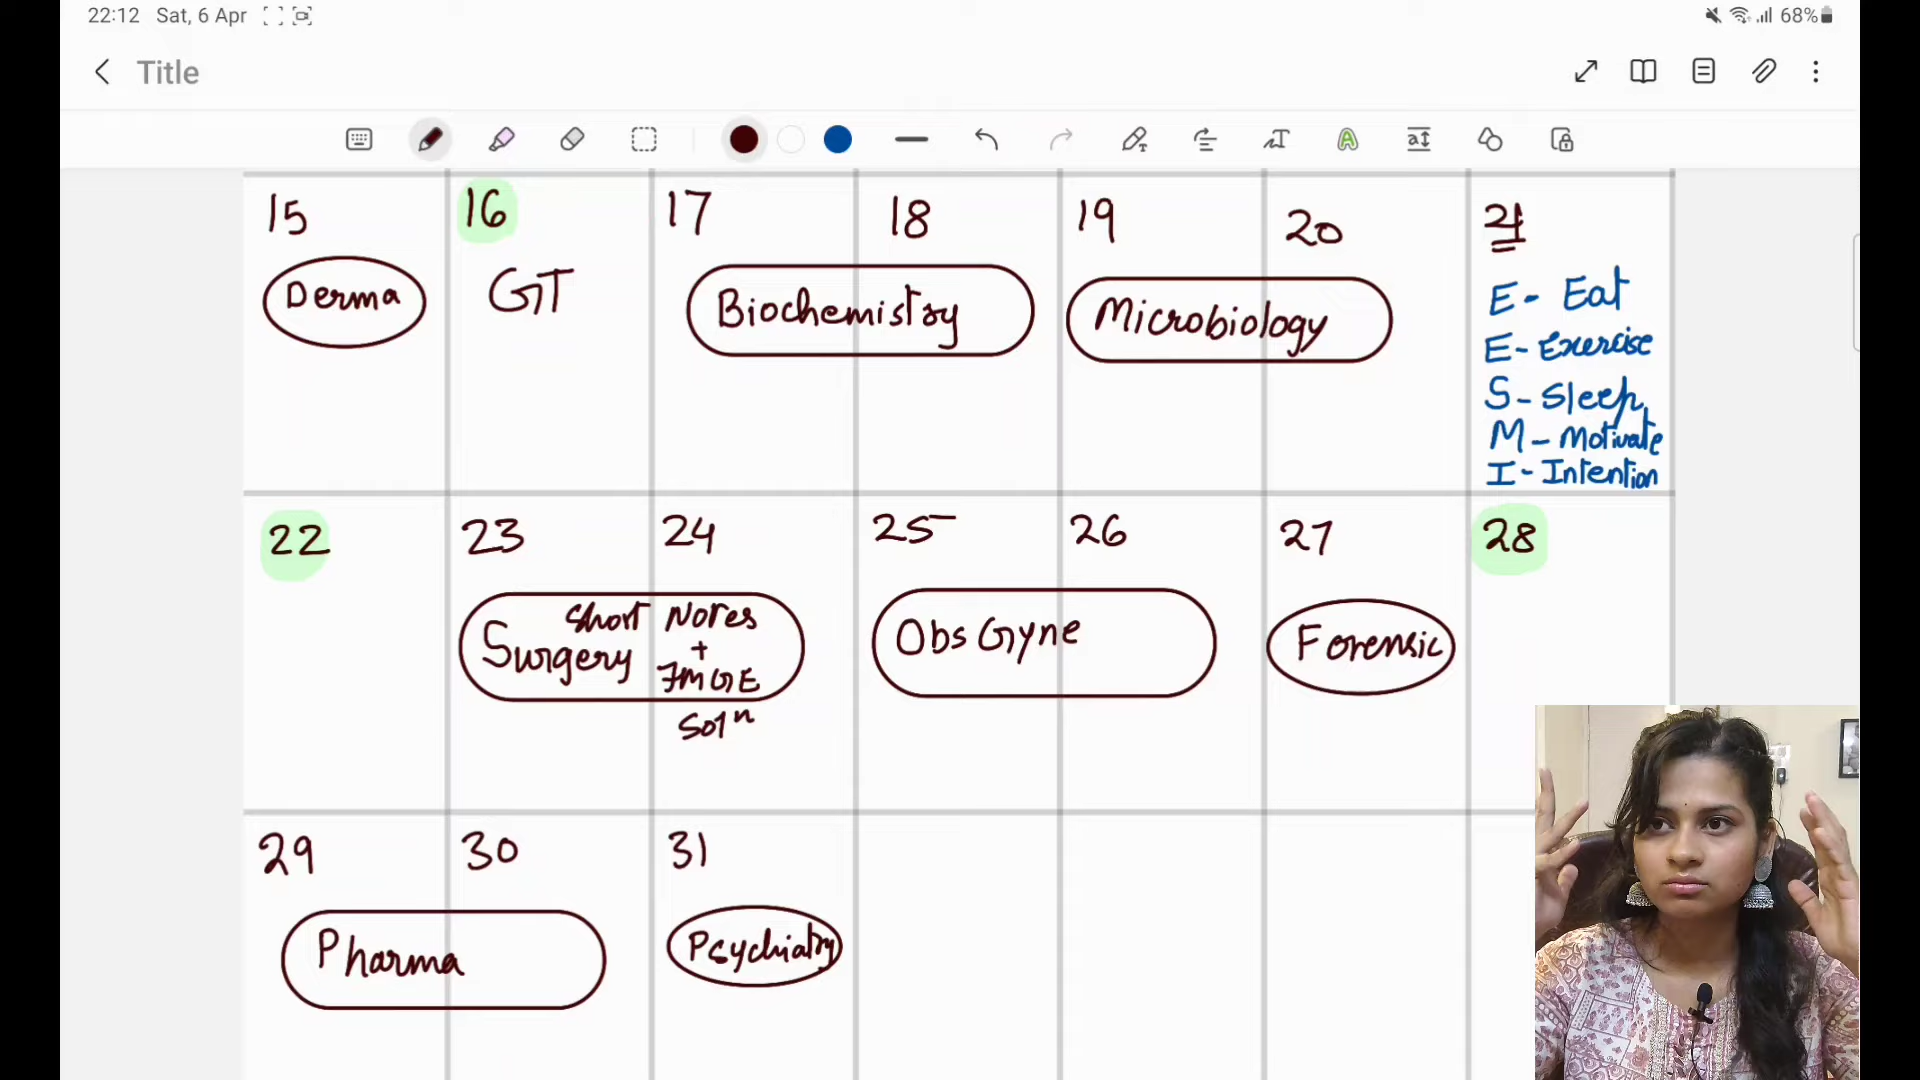 22:12 Sat, 6 Apr
68%
Title
15 16 17 18 19 20 21
Derma
GT
Biochemistry
Microbiology
E - Eat
E - Exercise
S - Sleep
M - Motivate
I - Intention
22 23 24 25 26 27 28
Surgery
Short Notes
+
FMGE
Solⁿ
Obs Gyne
Forensic
29 30 31
Pharma
Psychiatry